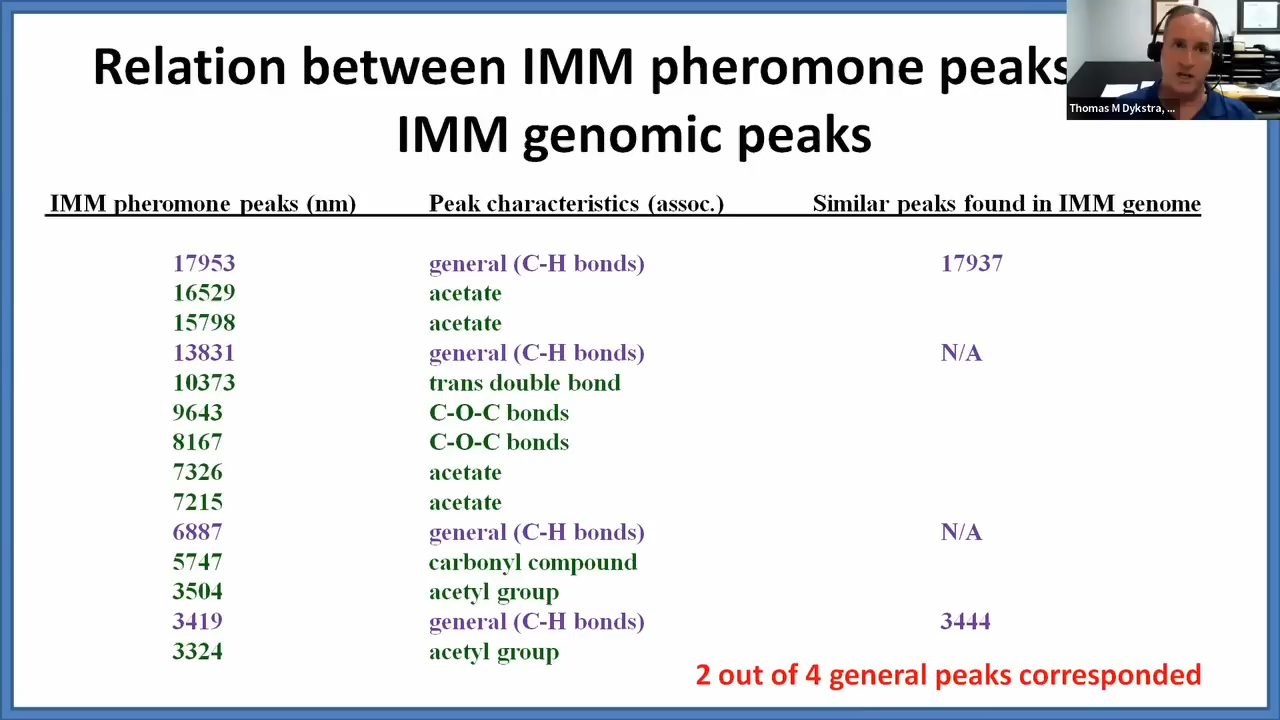 Relation between IMM pheromone peaks
IMM genomic peaks
Thomas M Dykstra, ...
IMM pheromone peaks (nm) Peak characteristics (assoc.) Similar peaks found in IMM genome
17953 general (C-H bonds) 17937
16529 acetate
15798 acetate
13831 general (C-H bonds) N/A
10373 trans double bond
9643 C-O-C bonds
8167 C-O-C bonds
7326 acetate
7215 acetate
6887 general (C-H bonds) N/A
5747 carbonyl compound
3504 acetyl group
3419 general (C-H bonds) 3444
3324 acetyl group
2 out of 4 general peaks corresponded